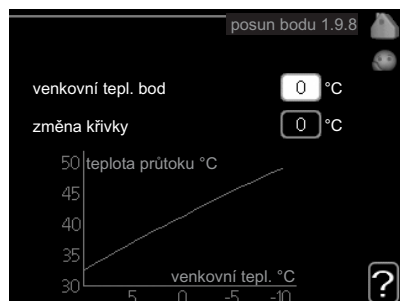 posun bodu 1.9.8
venkovní tepl. bod 0 °C
změna křivky 0 °C
50 teplota průtoku °C
45
40
35
30
venkovní tepl. °C
5 0 -5 -10
?